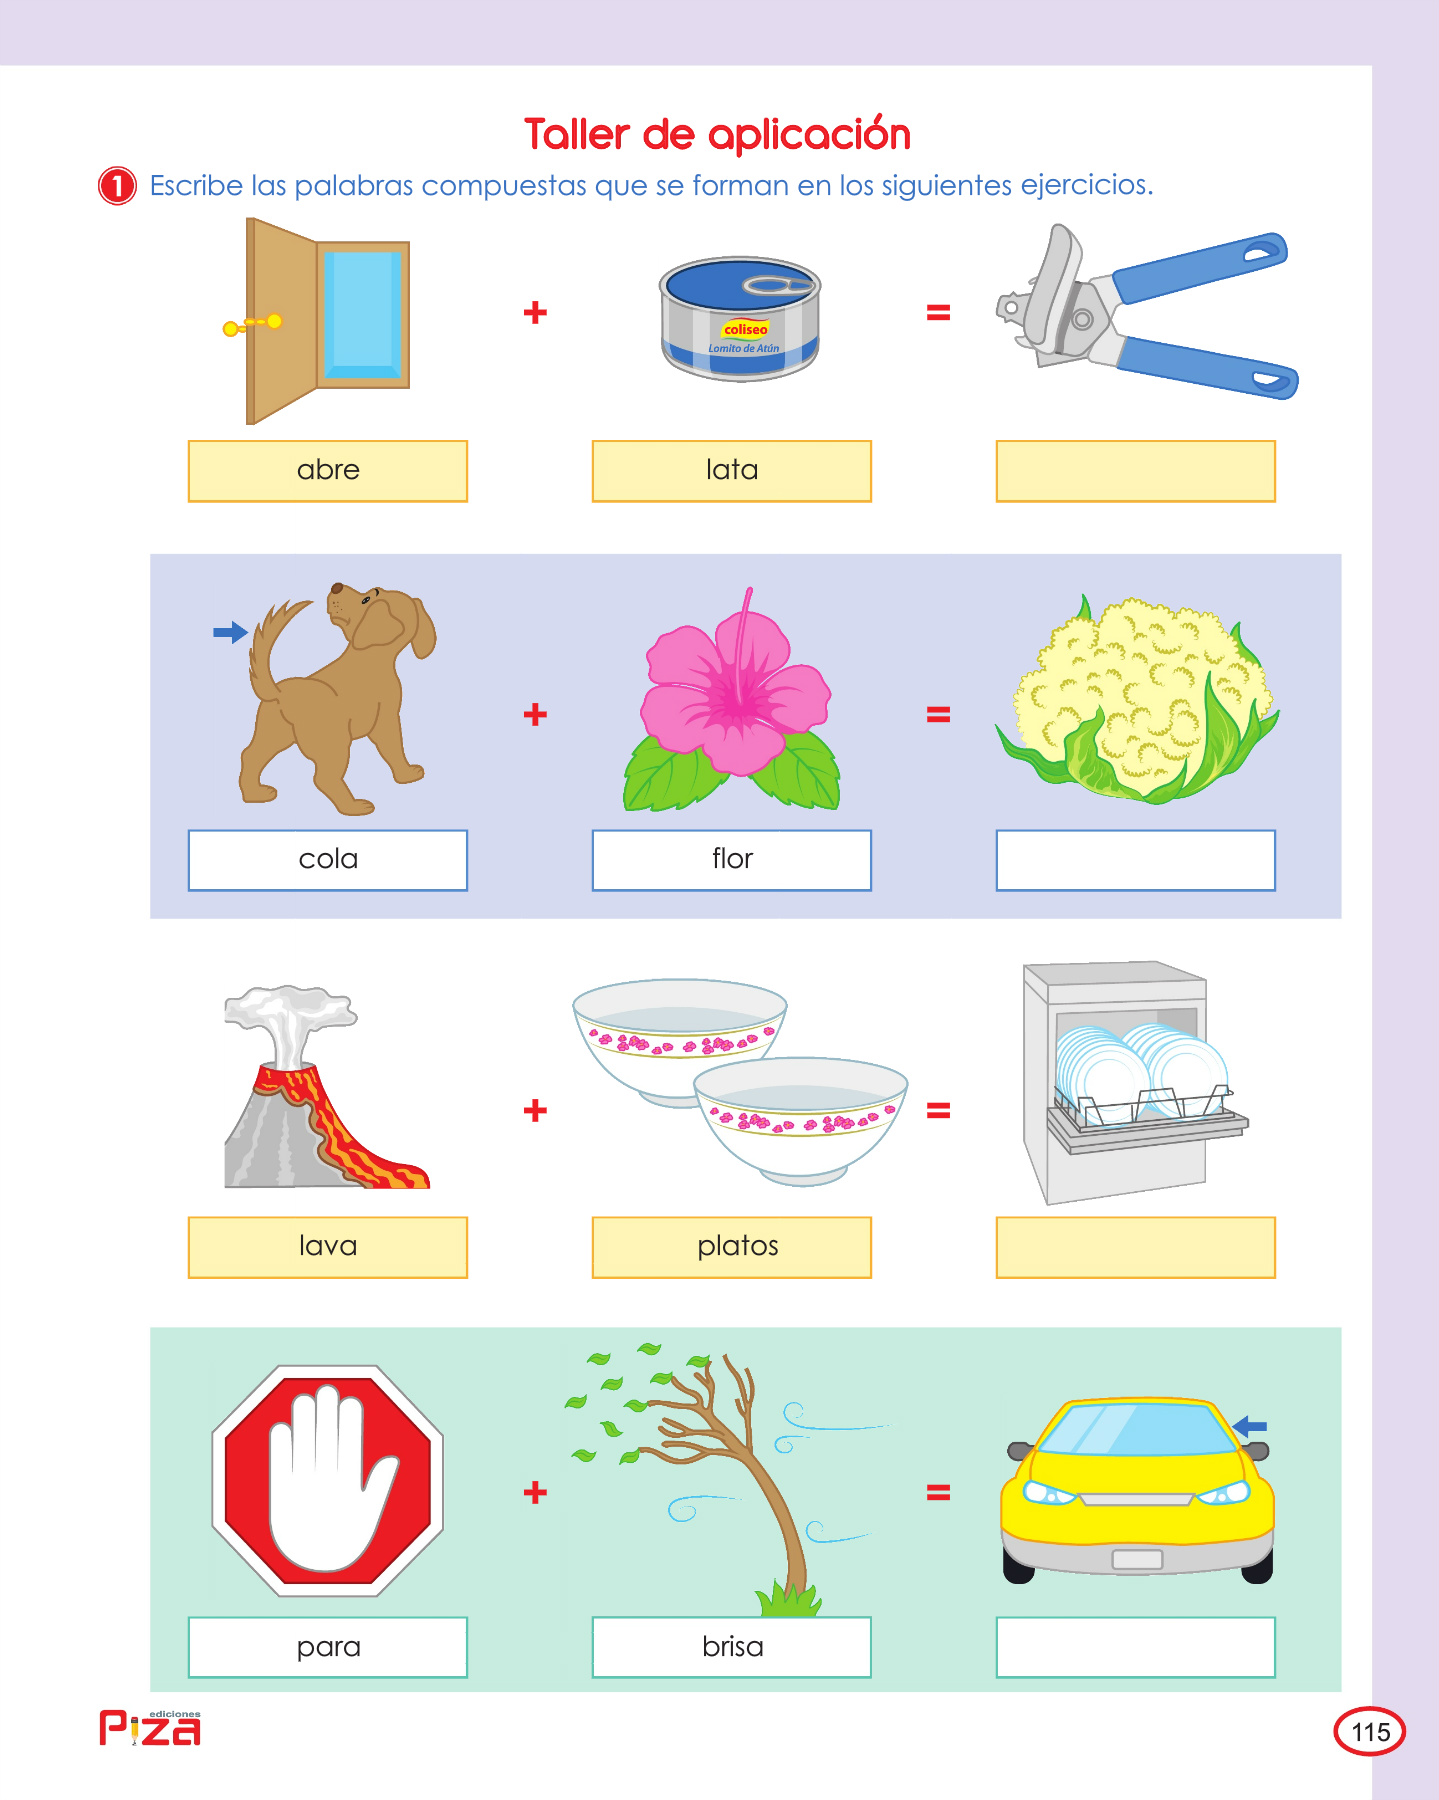 Taller de aplicación
1 Escribe las palabras compuestas que se forman en los siguientes ejercicios.
+
coliseo
Lomito de Atún
=
abre
lata
+
=
cola
flor
+
=
lava
platos
+
=
para
brisa
ediciones
Piza
115